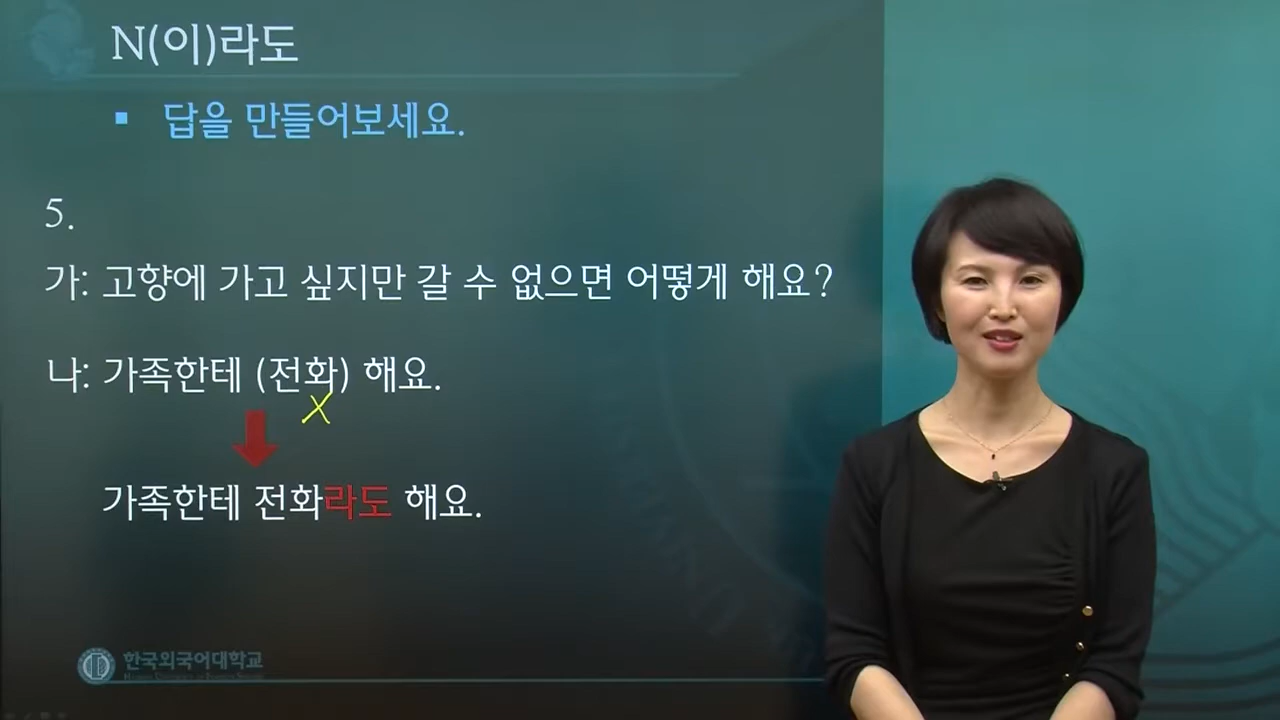 N(이)라도
▪ 답을 만들어보세요.
5.
가: 고향에 가고 싶지만 갈 수 없으면 어떻게 해요?
나: 가족한테 (전화) 해요.
X
가족한테 전화라도 해요.
한국외국어대학교